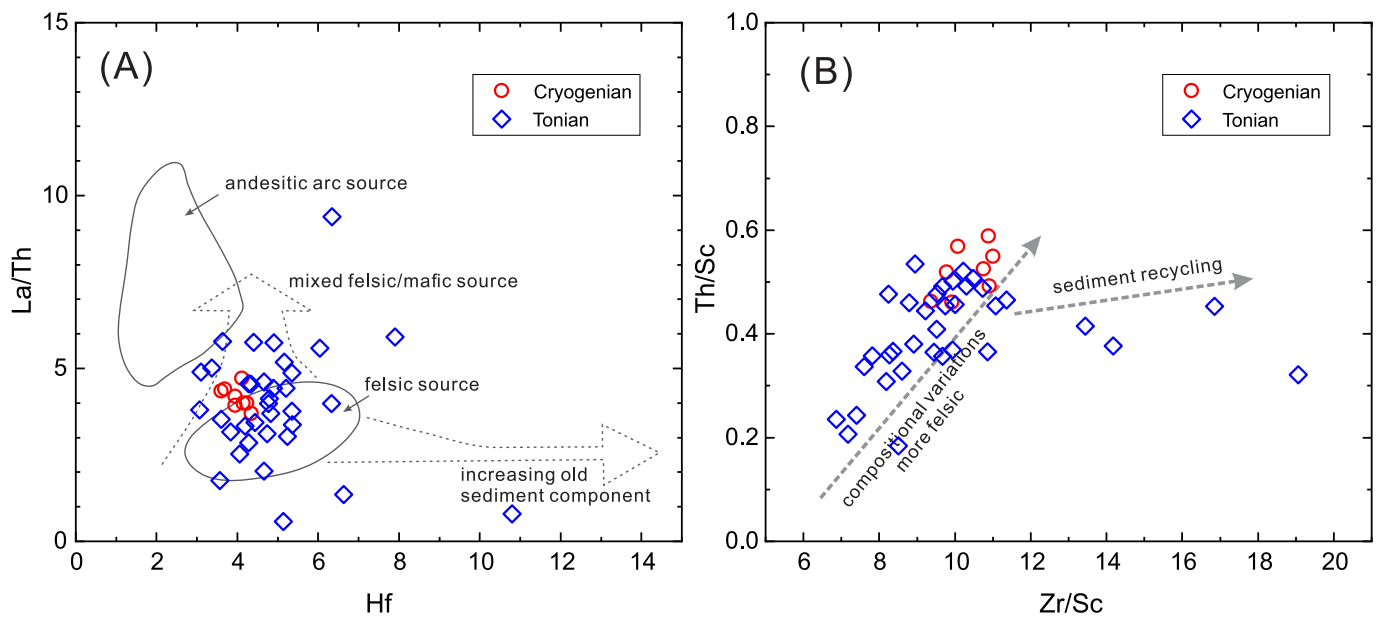 (A)
Cryogenian
Tonian
andesitic arc source
mixed felsic/mafic source
felsic source
increasing old
sediment component
La/Th
15
10
5
0
0 2 4 6 8 10 12 14
Hf
(B)
Cryogenian
Tonian
sediment recycling
compositional variations
more felsic
Th/Sc
1.0
0.8
0.6
0.4
0.2
0.0
6 8 10 12 14 16 18 20
Zr/Sc